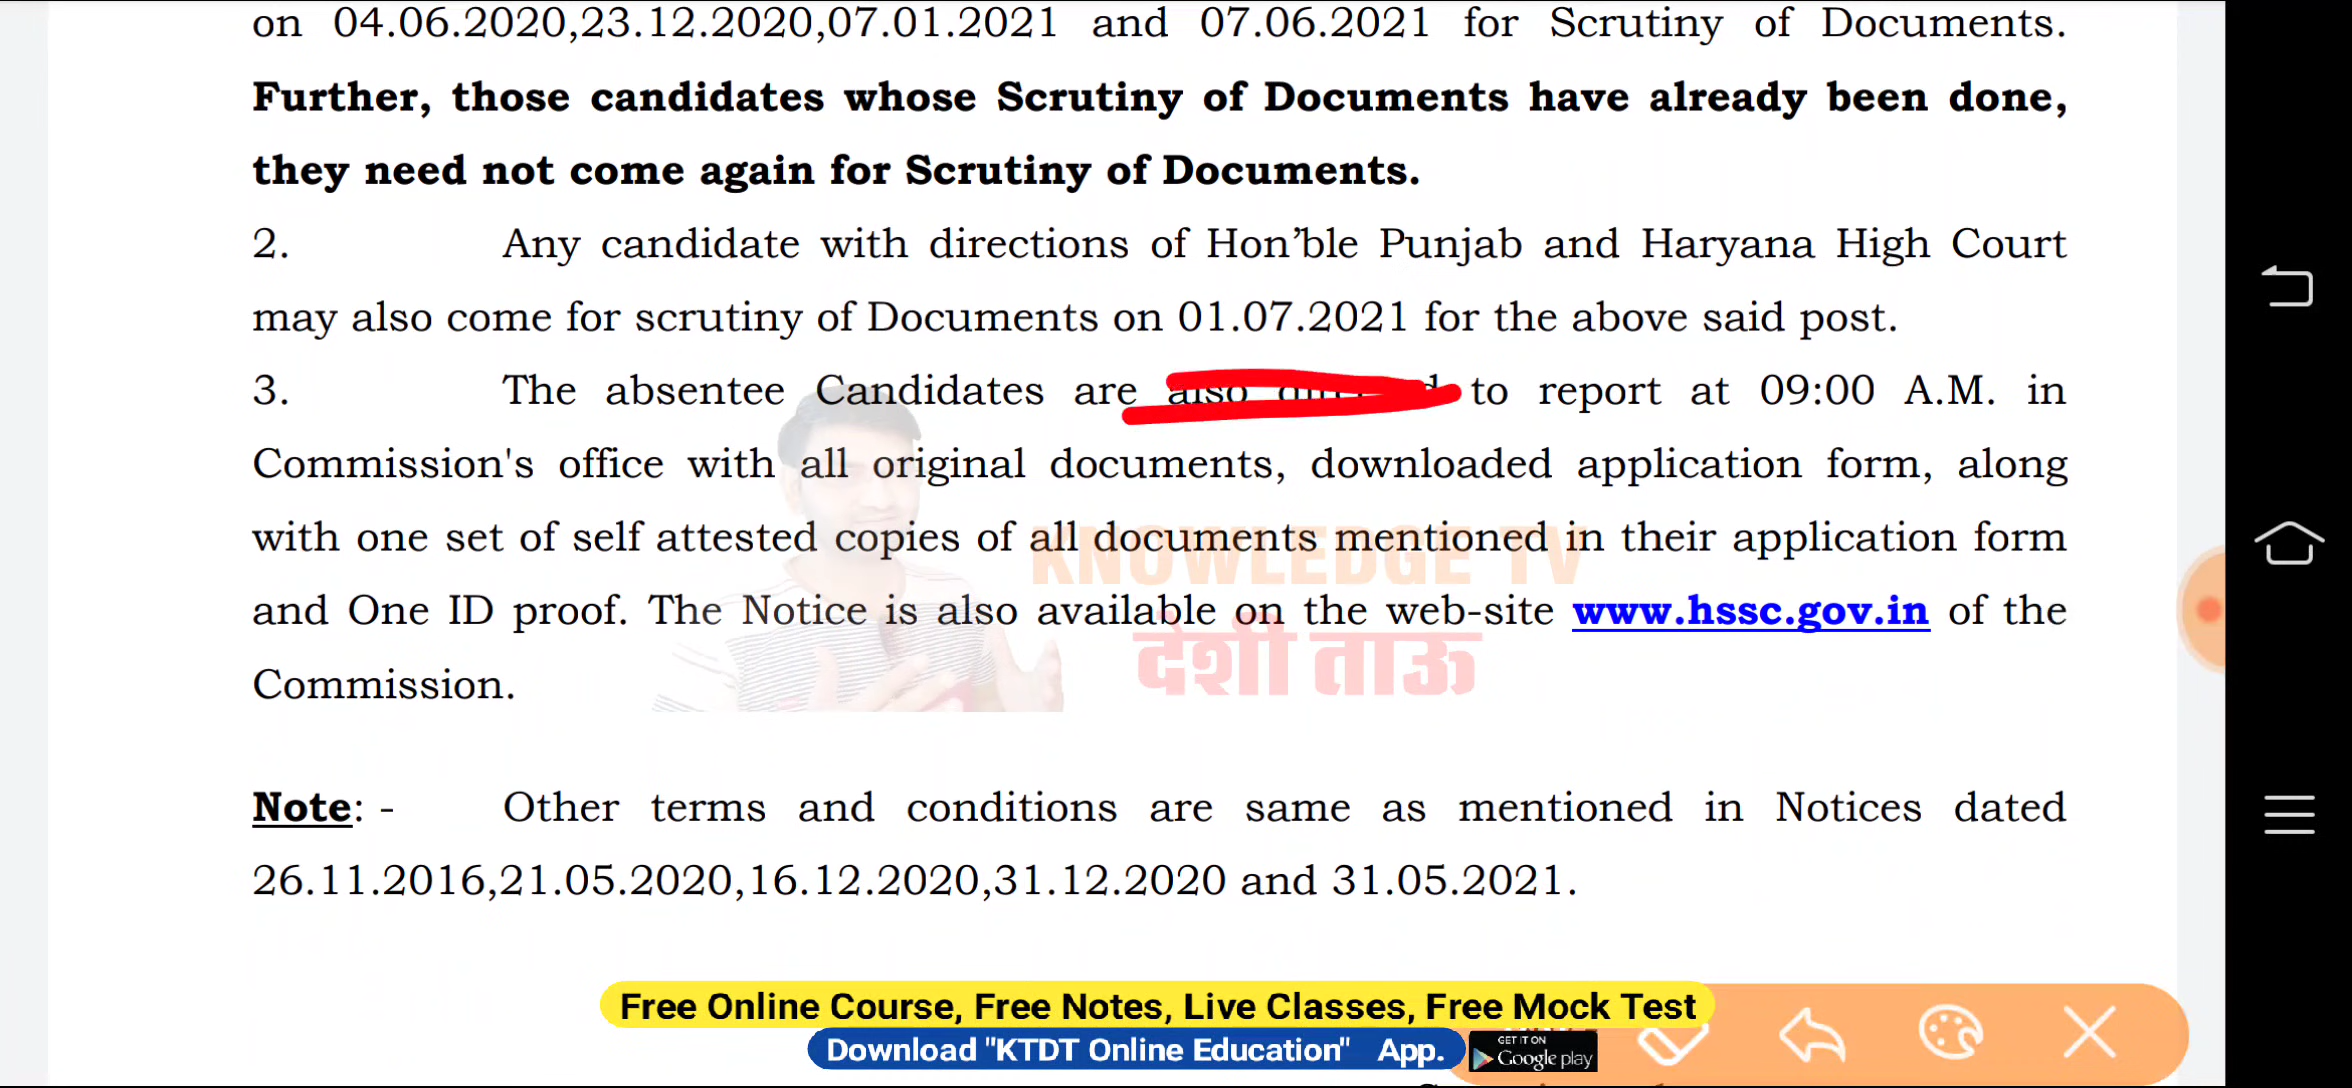 on 04.06.2020,23.12.2020,07.01.2021 and 07.06.2021 for Scrutiny of Documents.
Further, those candidates whose Scrutiny of Documents have already been done,
they need not come again for Scrutiny of Documents.
2. Any candidate with directions of Hon’ble Punjab and Haryana High Court
may also come for scrutiny of Documents on 01.07.2021 for the above said post.
3. The absentee Candidates are also to report at 09:00 A.M. in
Commission's office with all original documents, downloaded application form, along
with one set of self attested copies of all documents mentioned in their application form
KNOWLEDGE TV
and One ID proof. The Notice is also available on the web-site www.hssc.gov.in of the
देशी ताऊ
Commission.
Note: - Other terms and conditions are same as mentioned in Notices dated
26.11.2016,21.05.2020,16.12.2020,31.12.2020 and 31.05.2021.
Free Online Course, Free Notes, Live Classes, Free Mock Test
Download "KTDT Online Education" App.
GET IT ON
Google play